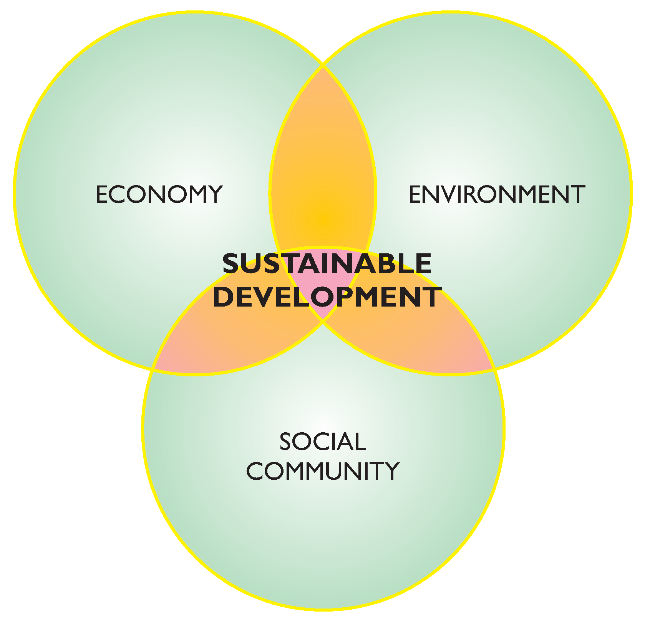 ECONOMY
ENVIRONMENT
SUSTAINABLE
DEVELOPMENT
SOCIAL
COMMUNITY